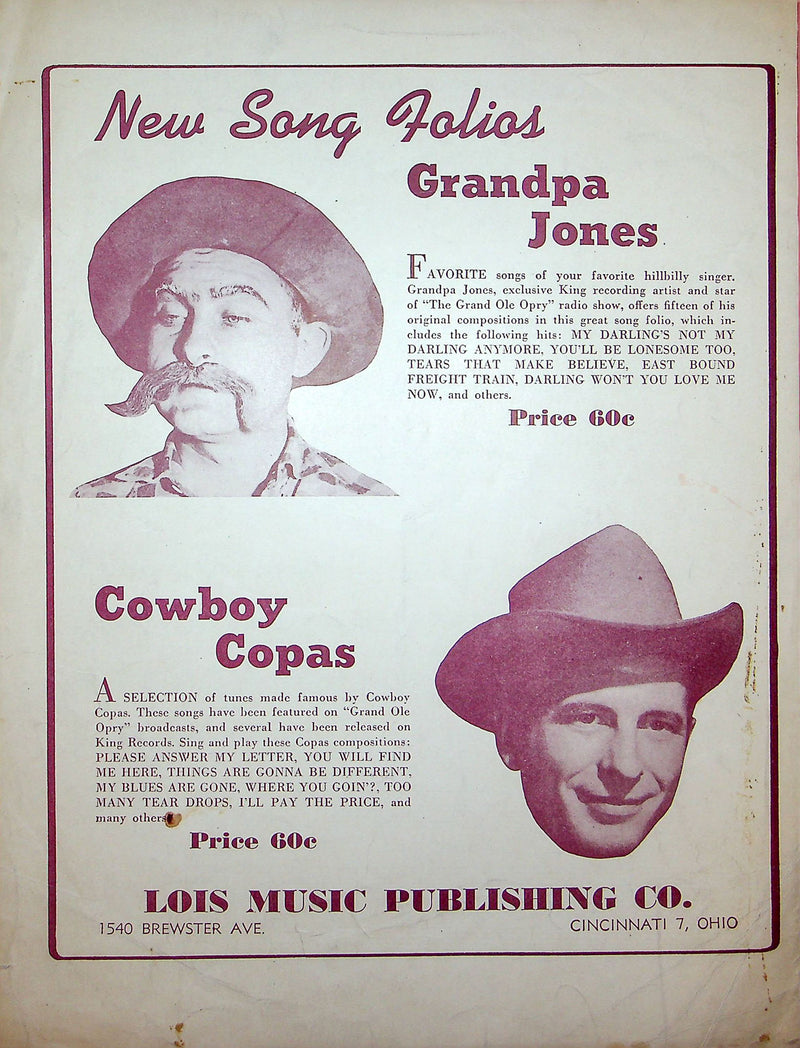 New Song Folios
Grandpa
Jones
FAVORITE songs of your favorite hillbilly singer.
Grandpa Jones, exclusive King recording artist and star
of "The Grand Ole Opry" radio show, offers fifteen of his
original compositions in this great song folio, which in-
cludes the following hits: MY DARLING'S NOT MY
DARLING ANYMORE, YOU'LL BE LONESOME TOO,
TEARS THAT MAKE BELIEVE, EAST BOUND
FREIGHT TRAIN, DARLING WON'T YOU LOVE ME
NOW, and others.
Price 60c
Cowboy
Copas
A SELECTION of tunes made famous by Cowboy
Copas. These songs have been featured on "Grand Ole
Opry" broadcasts, and several have been released on
King Records. Sing and play these Copas compositions:
PLEASE ANSWER MY LETTER, YOU WILL FIND
ME HERE, THINGS ARE GONNA BE DIFFERENT,
MY BLUES ARE GONE, WHERE YOU GOIN'?, TOO
MANY TEAR DROPS, I'LL PAY THE PRICE, and
many others
Price 60c
LOIS MUSIC PUBLISHING CO.
1540 BREWSTER AVE. CINCINNATI 7, OHIO